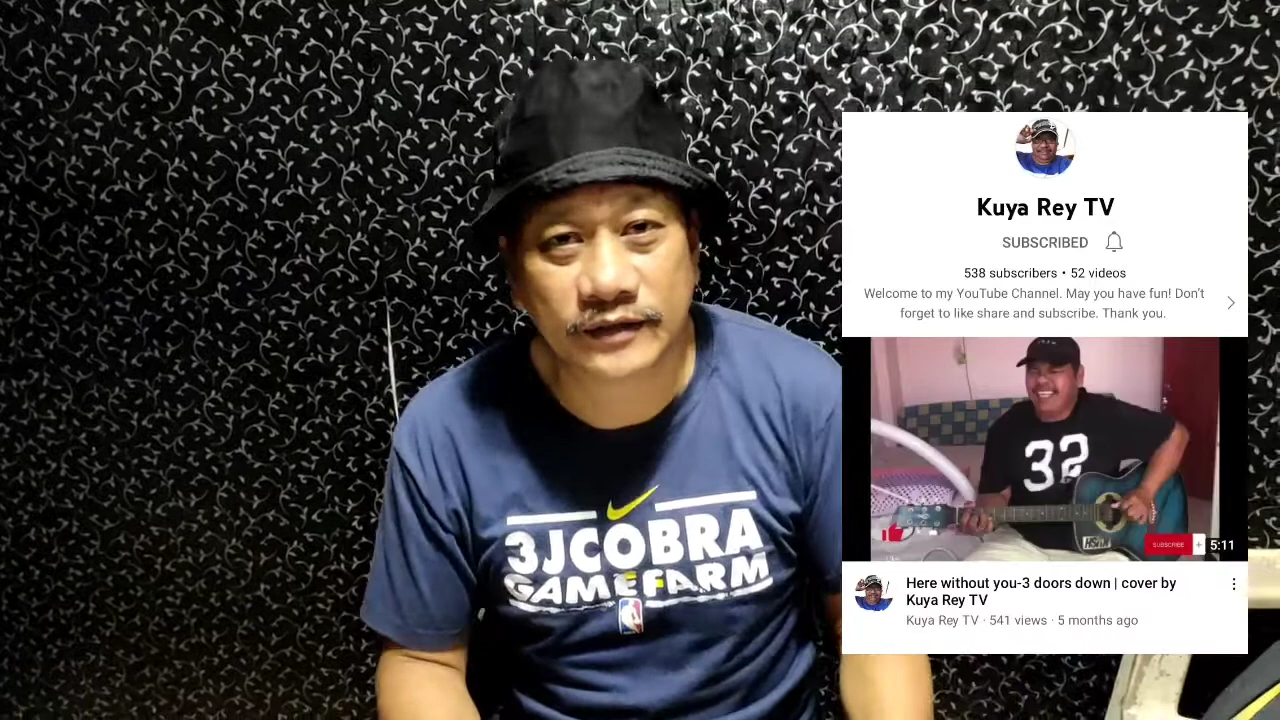 3JCOBRA
GAMEFARM
Kuya Rey TV
SUBSCRIBED
538 subscribers • 52 videos
Welcome to my YouTube Channel. May you have fun! Don't
forget to like share and subscribe. Thank you.
32
SUBSCRIBE
5:11
Here without you-3 doors down | cover by
Kuya Rey TV
Kuya Rey TV · 541 views · 5 months ago